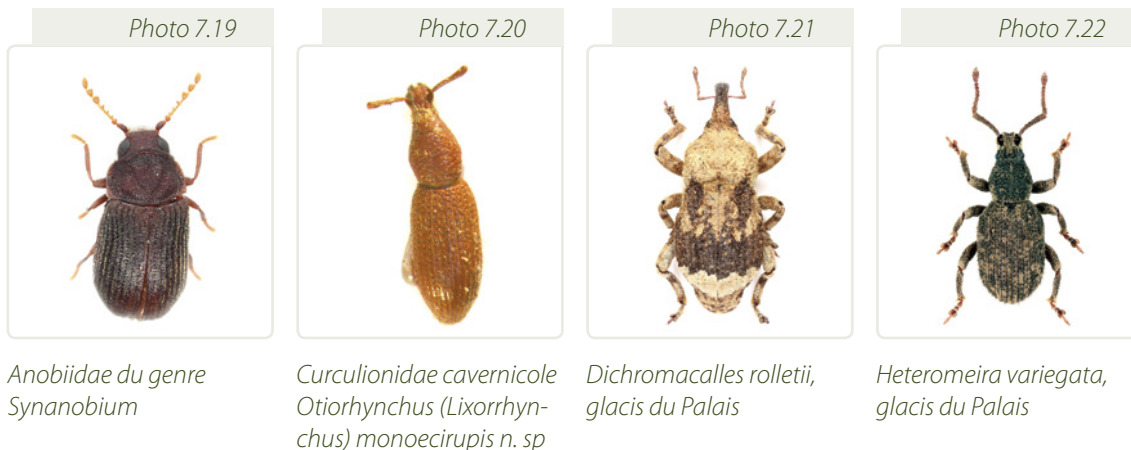 Photo 7.19
Photo 7.20
Photo 7.21
Photo 7.22
Anobiidae du genre
Synanobium
Curculionidae cavernicole
Otiorhynchus (Lixorrhyn-
chus) monoecirupis n. sp
Dichromacalles rolletii,
glacis du Palais
Heteromeira variegata,
glacis du Palais